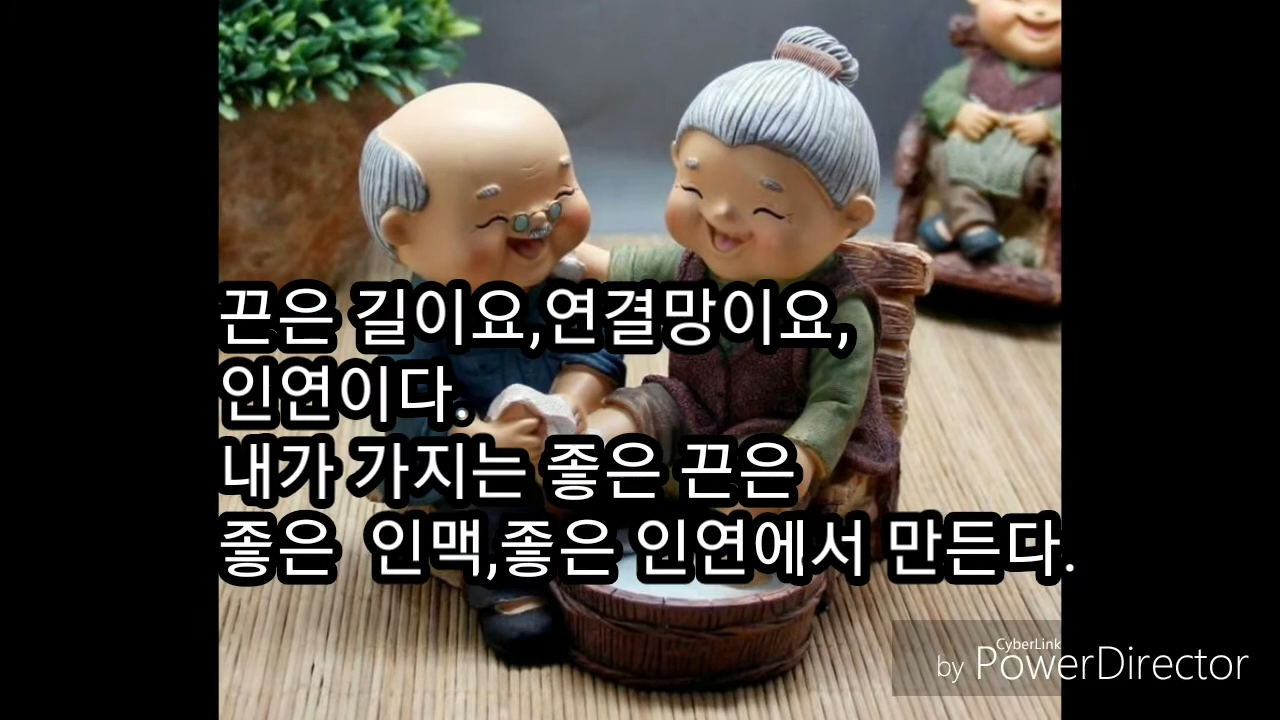 끈은 길이요,연결망이요,
인연이다.
내가 가지는 좋은 끈은
좋은  인맥,좋은 인연에서 만든다.
CyberLink
by PowerDirector